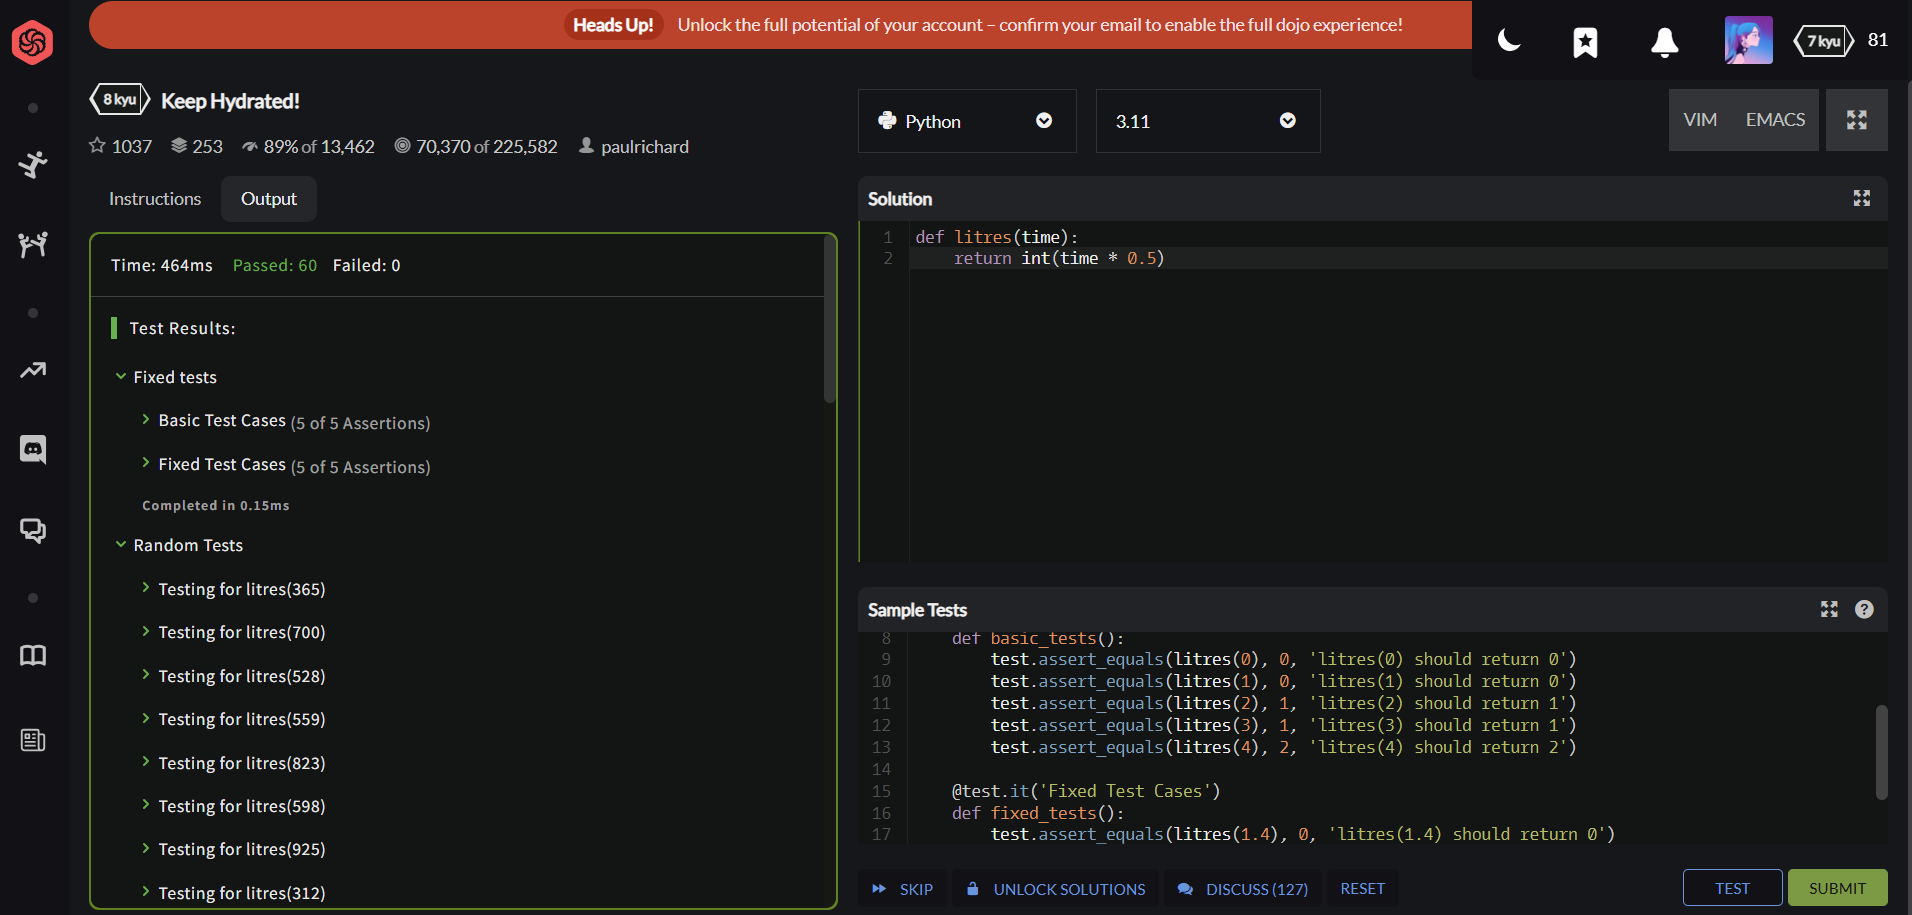 Heads Up! Unlock the full potential of your account – confirm your email to enable the full dojo experience!
7 kyu 81
8 kyu Keep Hydrated!
1037 253 89% of 13,462 70,370 of 225,582 paulrichard
Instructions Output
Time: 464ms Passed: 60 Failed: 0
Test Results:
Fixed tests
Basic Test Cases (5 of 5 Assertions)
Fixed Test Cases (5 of 5 Assertions)
Completed in 0.15ms
Random Tests
Testing for litres(365)
Testing for litres(700)
Testing for litres(528)
Testing for litres(559)
Testing for litres(823)
Testing for litres(598)
Testing for litres(925)
Testing for litres(312)
Python 3.11 VIM EMACS
Solution
1 def litres(time):
2     return int(time * 0.5)
Sample Tests ?
8     def basic_tests():
9         test.assert_equals(litres(0), 0, 'litres(0) should return 0')
10         test.assert_equals(litres(1), 0, 'litres(1) should return 0')
11         test.assert_equals(litres(2), 1, 'litres(2) should return 1')
12         test.assert_equals(litres(3), 1, 'litres(3) should return 1')
13         test.assert_equals(litres(4), 2, 'litres(4) should return 2')
14
15     @test.it('Fixed Test Cases')
16     def fixed_tests():
17         test.assert_equals(litres(1.4), 0, 'litres(1.4) should return 0')
SKIP UNLOCK SOLUTIONS DISCUSS (127) RESET TEST SUBMIT